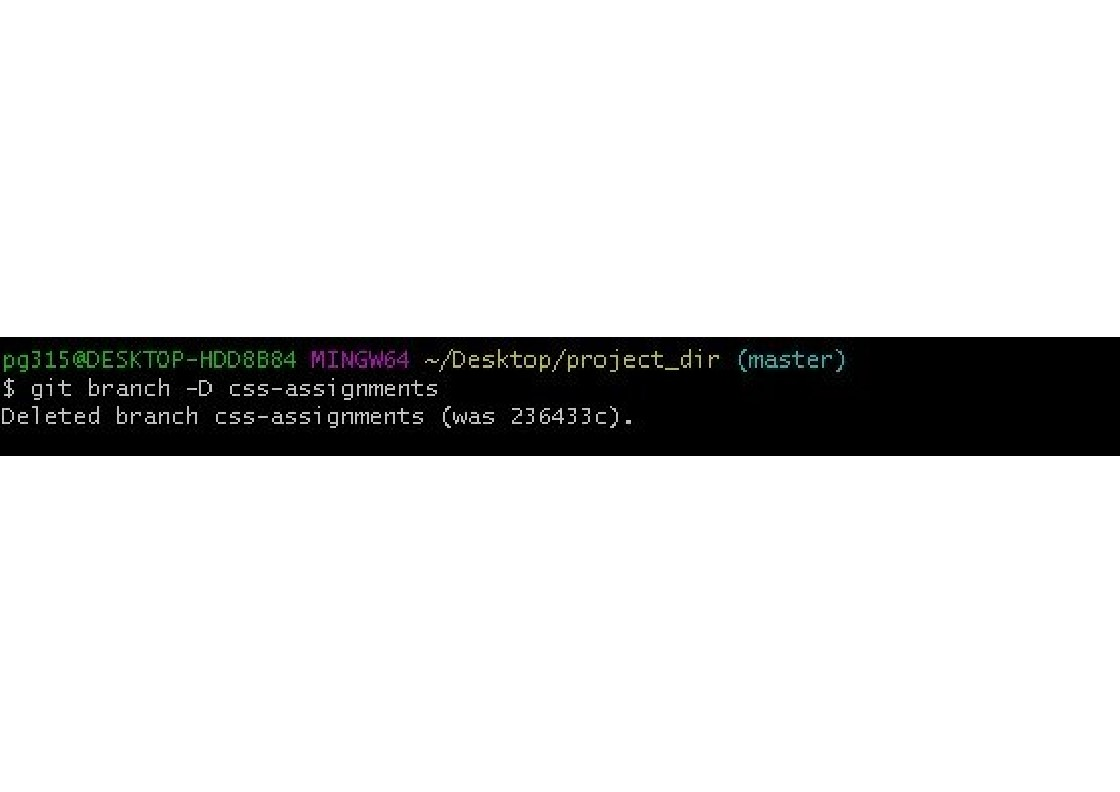 pg315@DESKTOP-HDD8B84 MINGW64 ~/Desktop/project_dir (master)
$ git branch -D css-assignments
Deleted branch css-assignments (was 236433c).